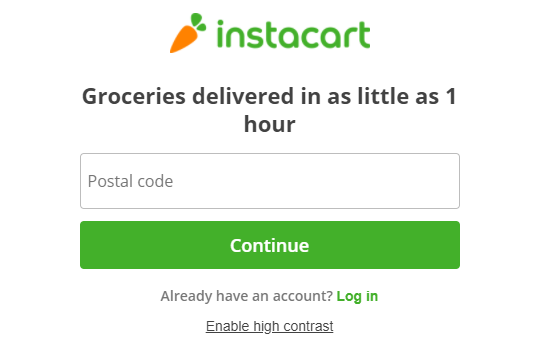 instacart
Groceries delivered in as little as 1
hour
Postal code
Continue
Already have an account? Log in
Enable high contrast